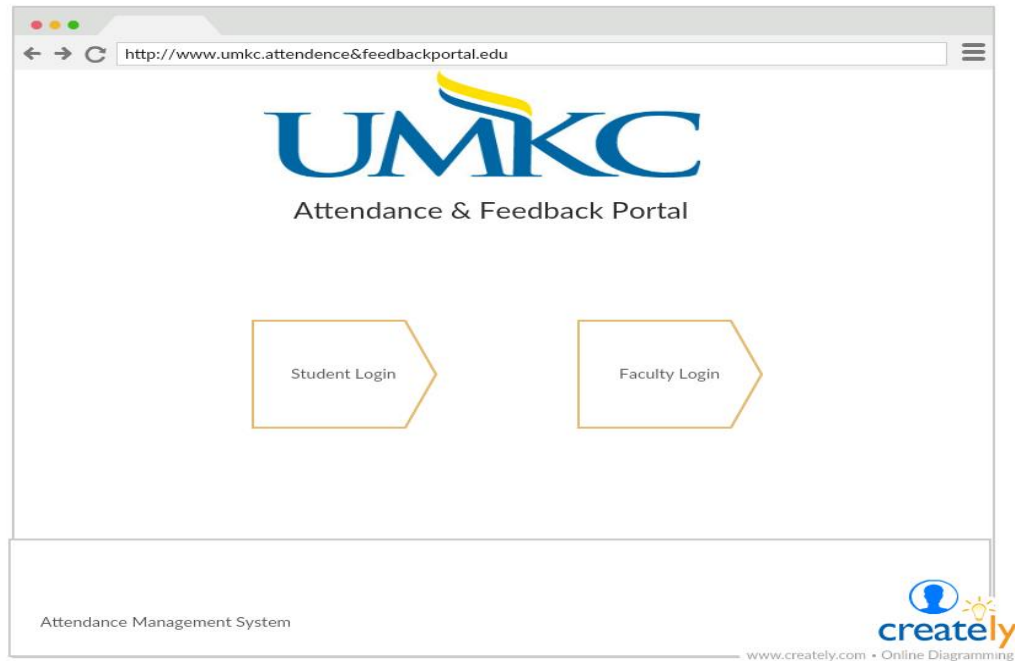 http://www.umkc.attendence&feedbackportal.edu
UMKC
Attendance & Feedback Portal
Student Login
Faculty Login
Attendance Management System
creately
www.creately.com • Online Diagramming